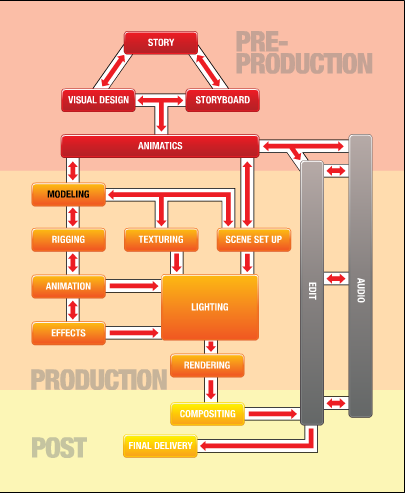 PRE-
PRODUCTION
STORY
VISUAL DESIGN
STORYBOARD
ANIMATICS
MODELING
RIGGING
TEXTURING
SCENE SET UP
ANIMATION
LIGHTING
EDIT
AUDIO
EFFECTS
RENDERING
PRODUCTION
COMPOSITING
POST
FINAL DELIVERY